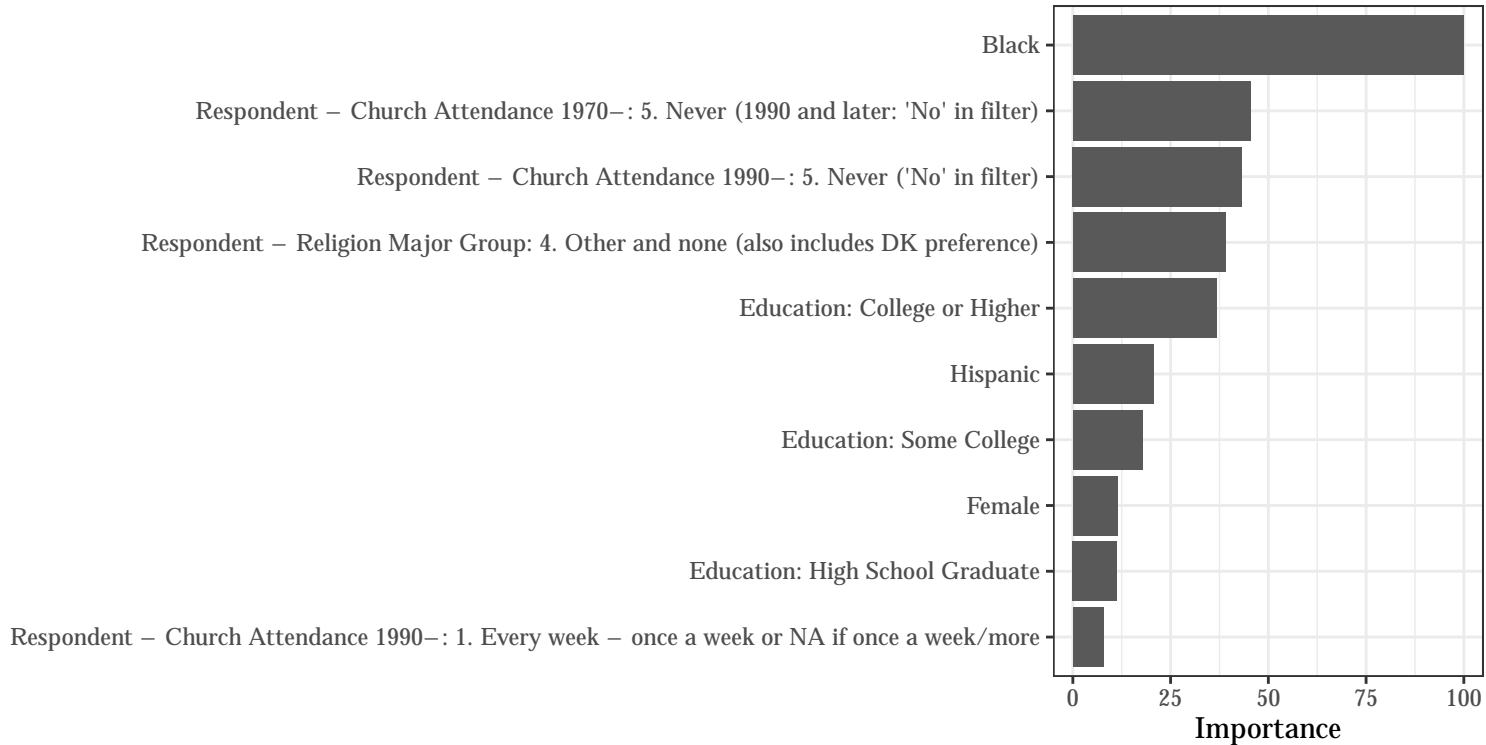 Black
Respondent – Church Attendance 1970–: 5. Never (1990 and later: 'No' in filter)
Respondent – Church Attendance 1990–: 5. Never ('No' in filter)
Respondent – Religion Major Group: 4. Other and none (also includes DK preference)
Education: College or Higher
Hispanic
Education: Some College
Female
Education: High School Graduate
Respondent – Church Attendance 1990–: 1. Every week – once a week or NA if once a week/more
0 25 50 75 100
Importance